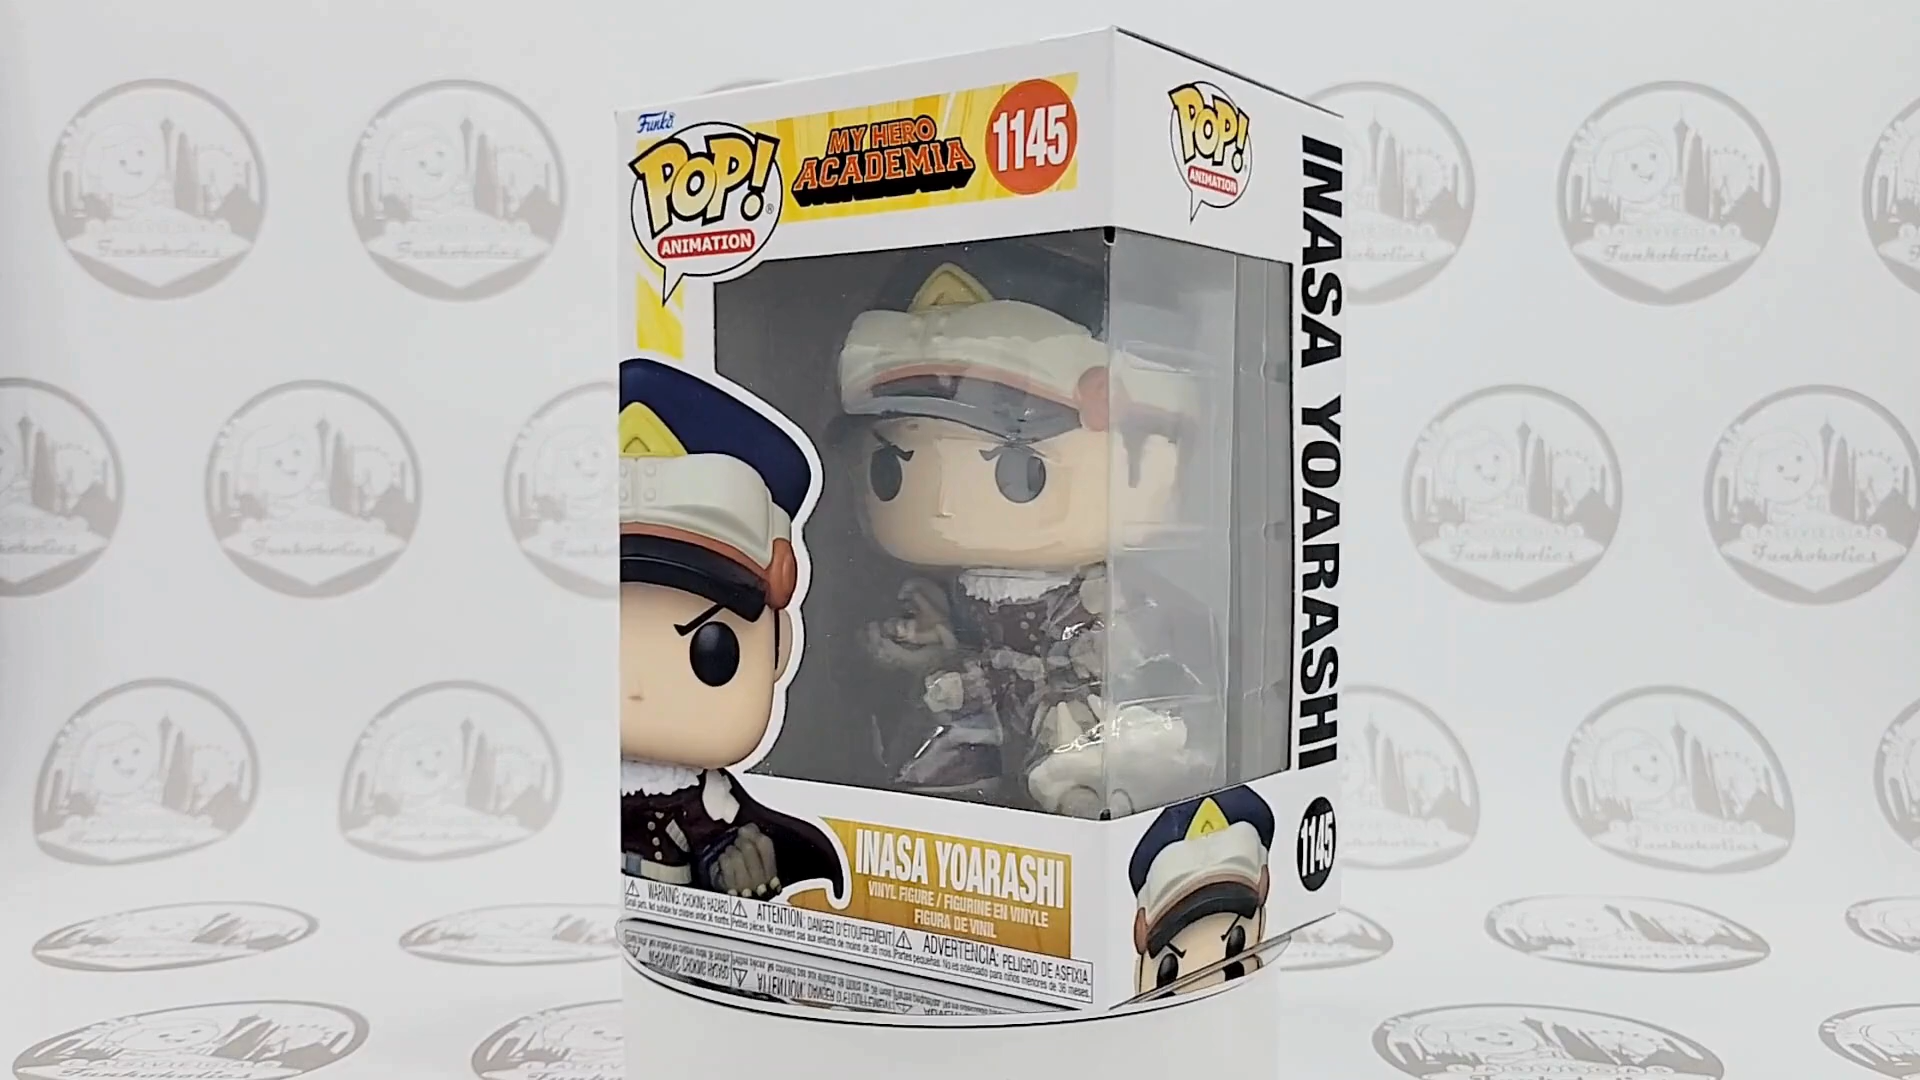 Funko
POP!
ANIMATION
MY HERO
ACADEMIA
1145
POP!
ANIMATION
INASA YOARASHI
1145
INASA YOARASHI
VINYL FIGURE / FIGURINE EN VINYLE
FIGURA DE VINIL
WARNING: CHOKING HAZARD
ATTENTION: DANGER D'ÉTOUFFEMENT
ADVERTENCIA: PELIGRO DE ASFIXIA.
Funkoholics